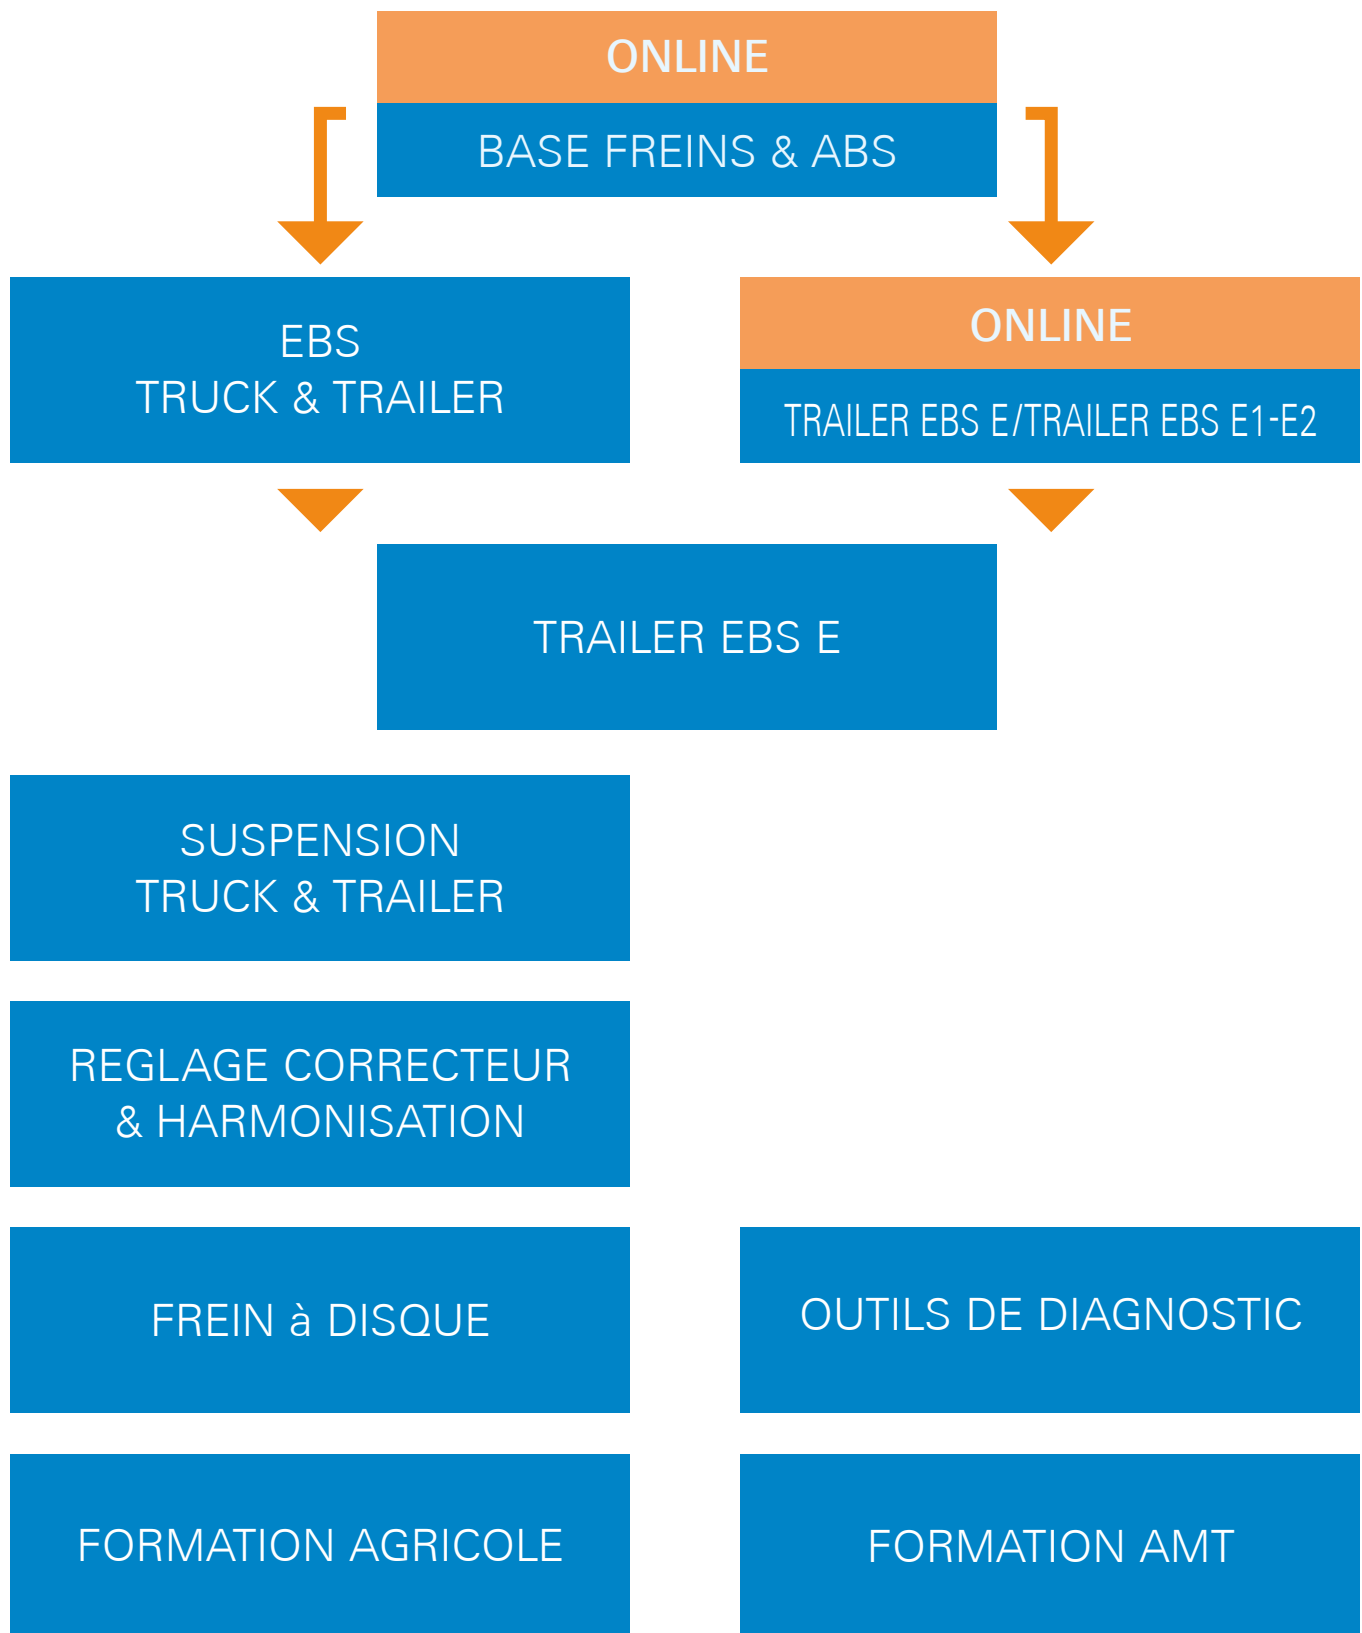 ONLINE
BASE FREINS & ABS
EBS
TRUCK & TRAILER
ONLINE
TRAILER EBS E/TRAILER EBS E1-E2
TRAILER EBS E
SUSPENSION
TRUCK & TRAILER
REGLAGE CORRECTEUR
& HARMONISATION
FREIN à DISQUE
OUTILS DE DIAGNOSTIC
FORMATION AGRICOLE
FORMATION AMT